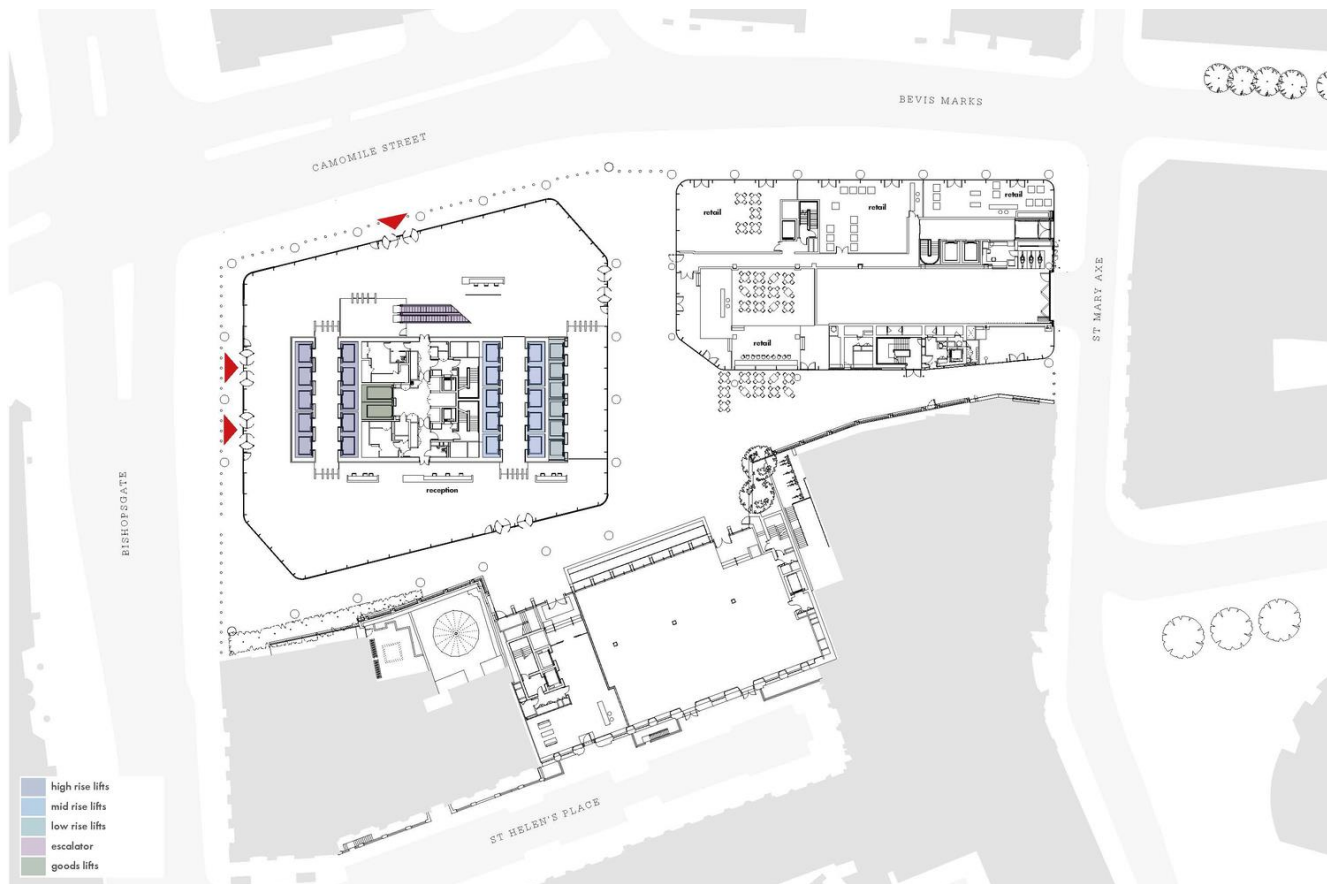 BEVIS MARKS
CAMOMILE STREET
retail
retail
retail
ST MARY AXE
retail
reception
BISHOPSGATE
ST HELEN'S PLACE
high rise lifts
mid rise lifts
low rise lifts
escalator
goods lifts